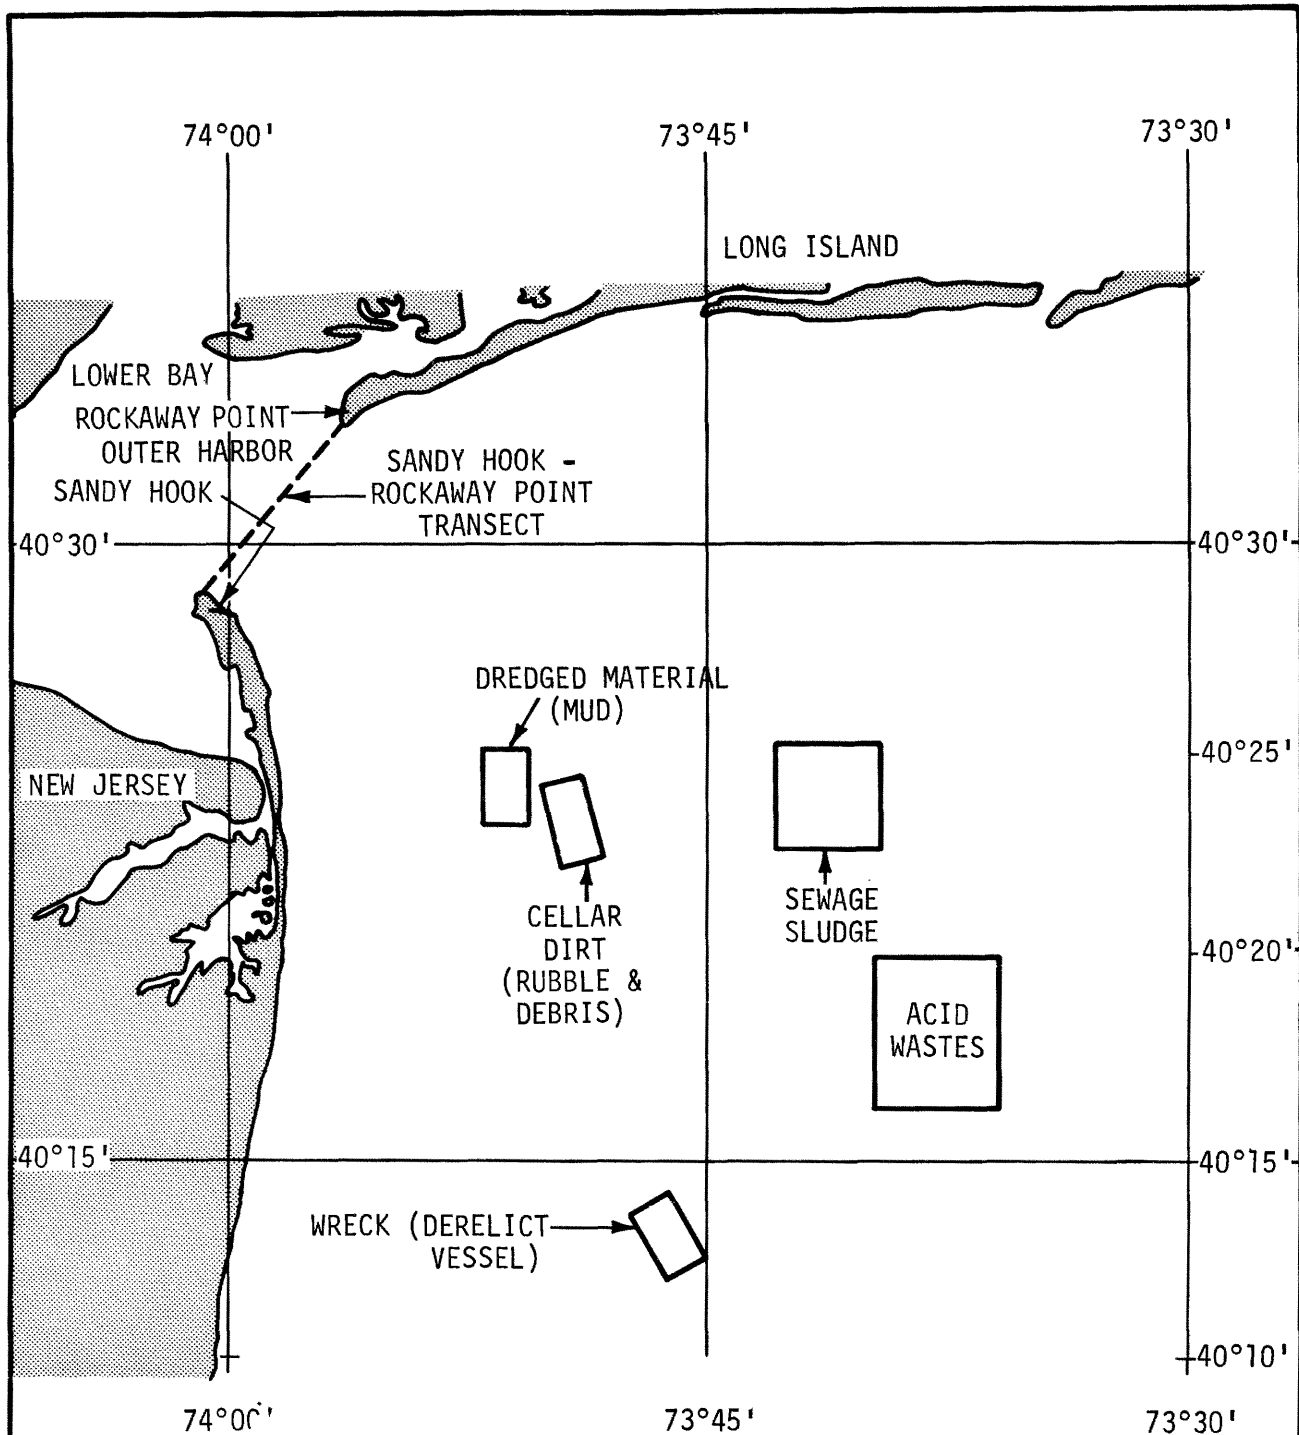 74°00'
73°45'
73°30'
LONG ISLAND
LOWER BAY
ROCKAWAY POINT
OUTER HARBOR
SANDY HOOK
SANDY HOOK -
ROCKAWAY POINT
TRANSECT
40°30'
40°30'
DREDGED MATERIAL
(MUD)
40°25'
NEW JERSEY
CELLAR
DIRT
(RUBBLE &
DEBRIS)
SEWAGE
SLUDGE
40°20'
ACID
WASTES
40°15'
40°15'
WRECK (DERELICT
VESSEL)
40°10'
74°00'
73°45'
73°30'